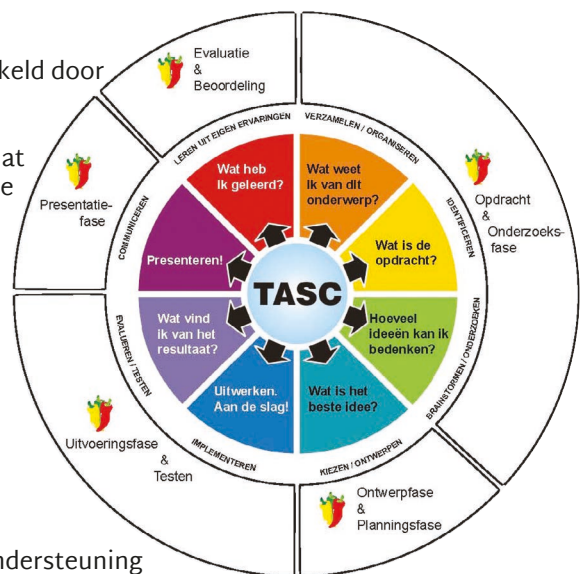 keld door
at
e
ndersteuning
Evaluatie
&
Beoordeling
Opdracht
&
Onderzoeks-
fase
Ontwerpfase
&
Planningsfase
Uitvoeringsfase
&
Testen
Presentatie-
fase
LEREN UIT EIGEN ERVARINGEN
VERZAMELEN / ORGANISEREN
IDENTIFICEREN
BRAINSTORMEN / ONDERZOEKEN
KIEZEN / ONTWERPEN
IMPLEMENTEREN
EVALUEREN / TESTEN
COMMUNICEREN
Wat heb
ik geleerd?
Wat weet
ik van dit
onderwerp?
Wat is de
opdracht?
Hoeveel
ideeën kan ik
bedenken?
Wat is het
beste idee?
Uitwerken.
Aan de slag!
Wat vind
ik van het
resultaat?
Presenteren!
TASC